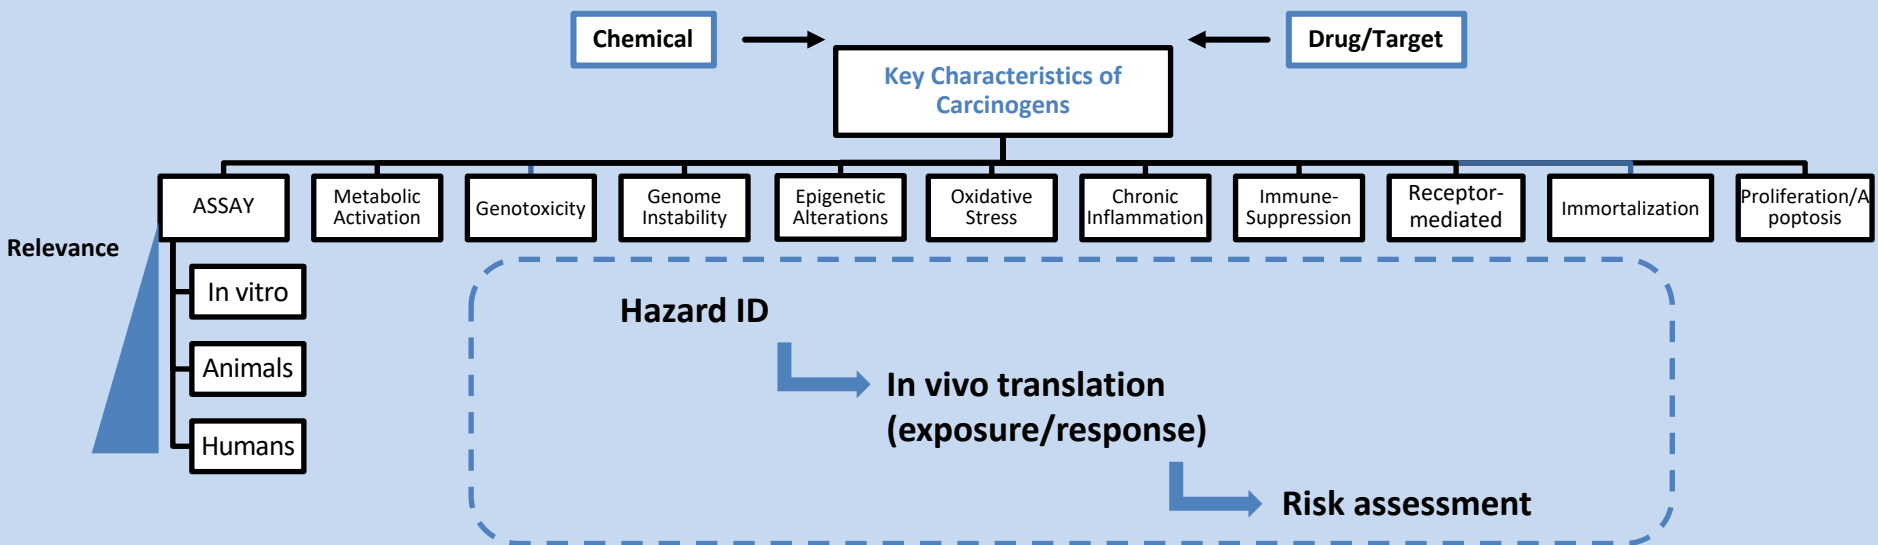 Chemical
Drug/Target
Key Characteristics of
Carcinogens
ASSAY
Metabolic
Activation
Genotoxicity
Genome
Instability
Epigenetic
Alterations
Oxidative
Stress
Chronic
Inflammation
Immune-
Suppression
Receptor-
mediated
Immortalization
Proliferation/A
poptosis
Relevance
In vitro
Animals
Humans
Hazard ID
In vivo translation
(exposure/response)
Risk assessment